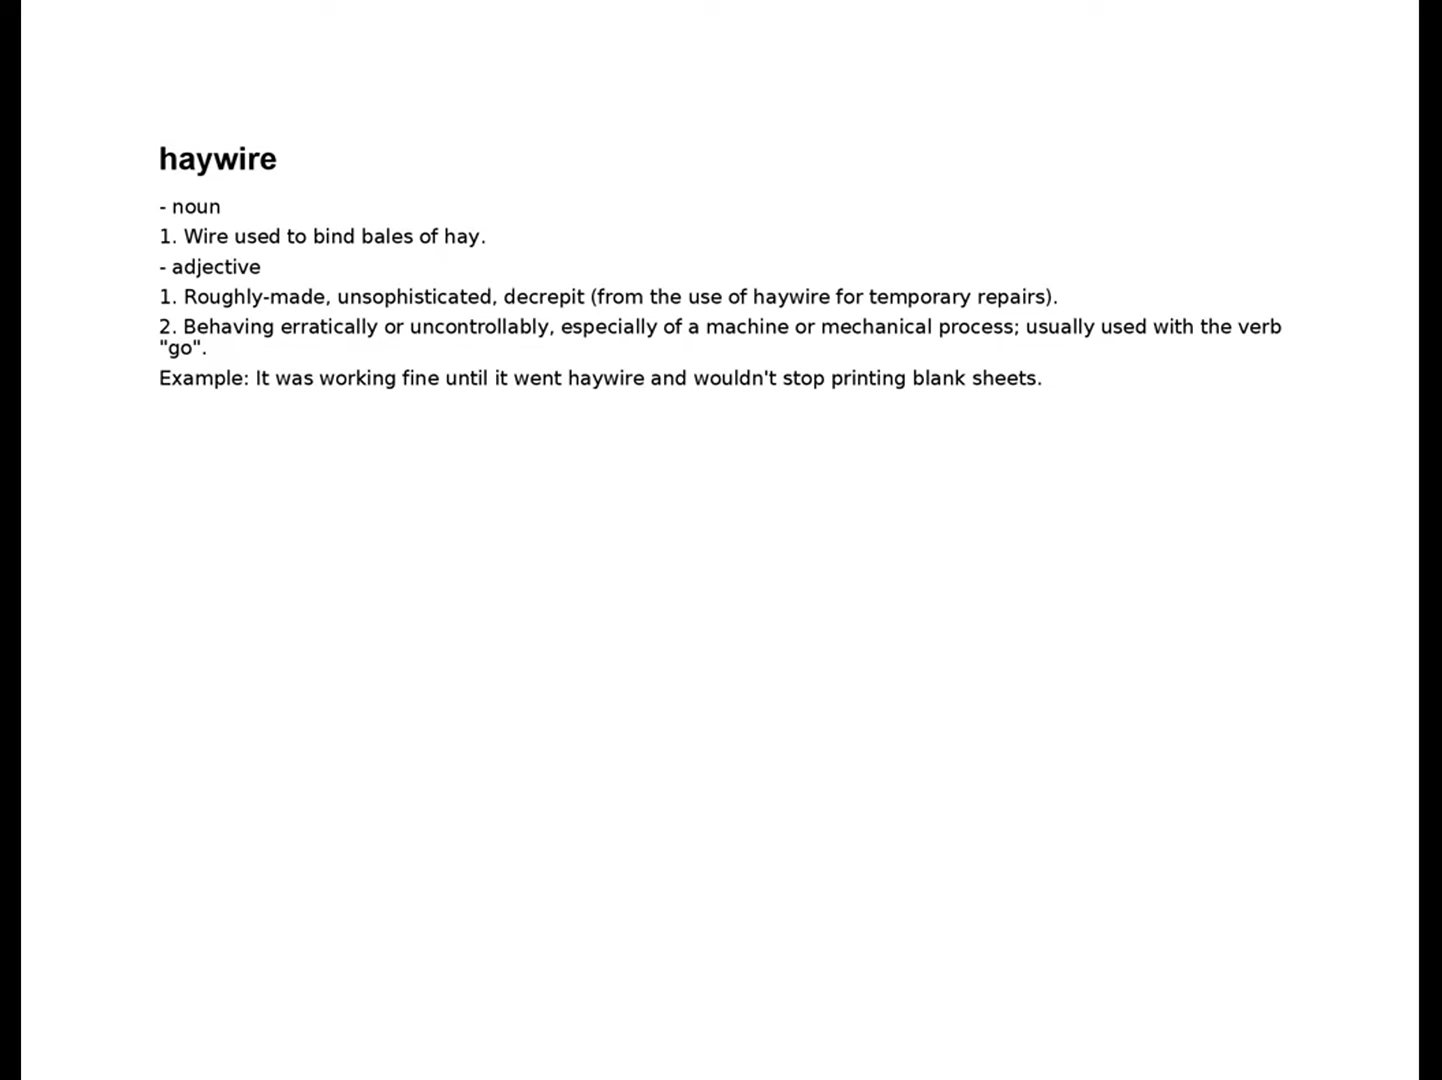 haywire
- noun
1. Wire used to bind bales of hay.
- adjective
1. Roughly-made, unsophisticated, decrepit (from the use of haywire for temporary repairs).
2. Behaving erratically or uncontrollably, especially of a machine or mechanical process; usually used with the verb
"go".
Example: It was working fine until it went haywire and wouldn't stop printing blank sheets.